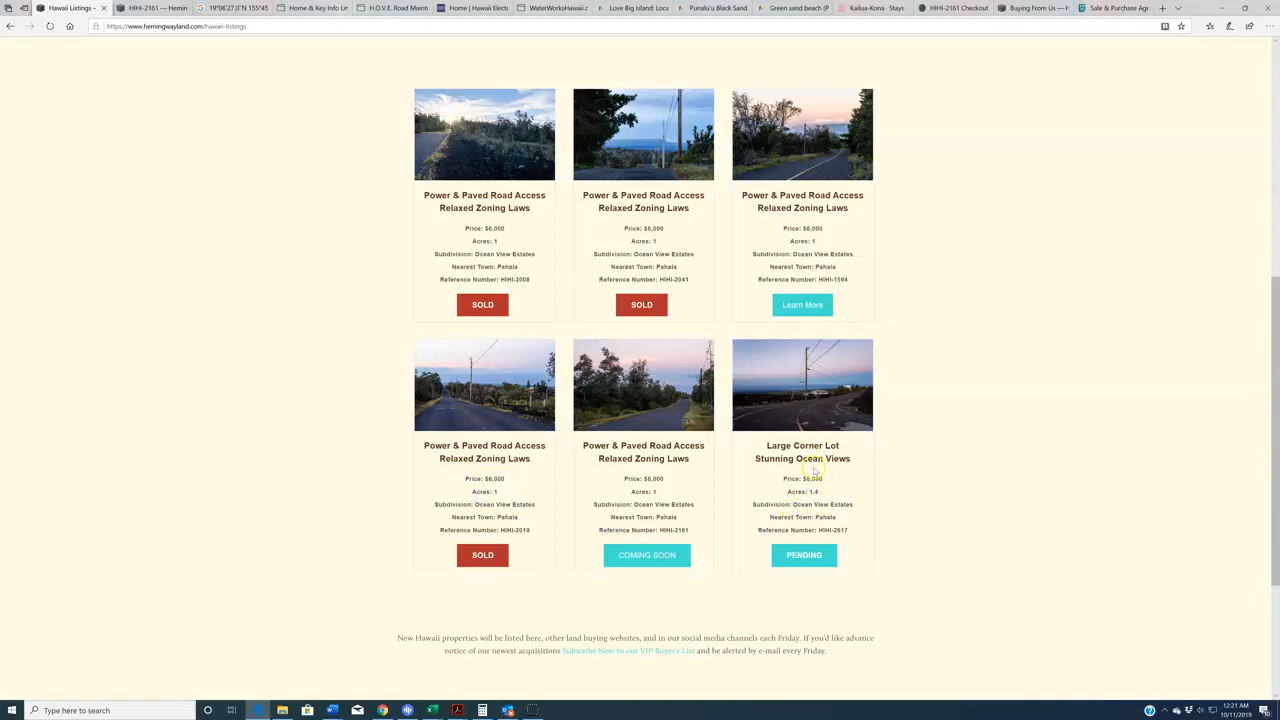 Hawaii Listings -
HIHI-2161 — Hemin
19°06'27.0"N 155°45
Home & Key Info Lin
H.O.V.E. Road Maint
Home | Hawaii Electri
WaterWorksHawaii.c
Love Big Island: Loca
Punalu'u Black Sand
Green sand beach (P
Kailua-Kona - Stays
HIHI-2161 Checkout
Buying From Us — H
Sale & Purchase Agr
https://www.hemingwayland.com/hawaii-listings
Power & Paved Road Access
Relaxed Zoning Laws
Price: $6,000
Acres: 1
Subdivision: Ocean View Estates
Nearest Town: Pahala
Reference Number: HIHI-2008
SOLD
Power & Paved Road Access
Relaxed Zoning Laws
Acres: 1
Subdivision: Ocean View Estates
Nearest Town: Pahala
Reference Number: HIHI-2041
SOLD
Power & Paved Road Access
Relaxed Zoning Laws
Price: $6,000
Acres: 1
Subdivision: Ocean View Estates
Nearest Town: Pahala
Reference Number: HIHI-1594
Learn More
Power & Paved Road Access
Relaxed Zoning Laws
Price: $6,000
Acres: 1
Subdivision: Ocean View Estates
Nearest Town: Pahala
Reference Number: HIHI-2019
SOLD
Power & Paved Road Access
Relaxed Zoning Laws
Price: $8,000
Acres: 1
Subdivision: Ocean View Estates
Nearest Town: Pahala
Reference Number: HIHI-2161
COMING SOON
Large Corner Lot
Stunning Ocean Views
Price:
Acres: 1.4
Subdivision: Ocean View Estates
Nearest Town: Pahala
Reference Number: HIHI-2617
PENDING
New Hawaii properties will be listed here, other land buying websites, and in our social media channels each Friday. If you'd like advance
notice of our newest acquisitions Subscribe Now to our VIP Buyer's List and be alerted by e-mail every Friday.
Type here to search
12:21 AM
10/11/2019